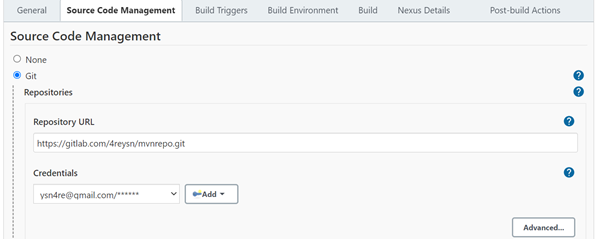 General Source Code Management Build Triggers Build Environment Build Nexus Details Post-build Actions
Source Code Management
None
Git
Repositories
Repository URL
https://gitlab.com/4reysn/mvnrepo.git
Credentials
ysn4re@gmail.com/****** Add
Advanced...